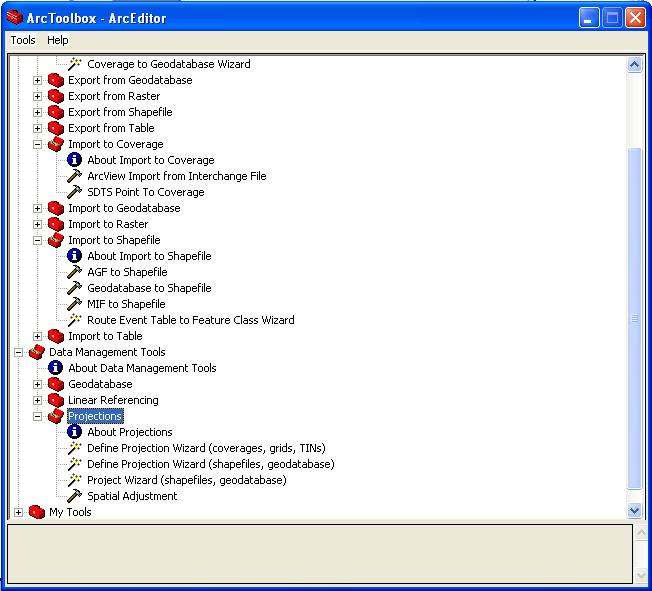 ArcToolbox - ArcEditor
Tools Help
Coverage to Geodatabase Wizard
Export from Geodatabase
Export from Raster
Export from Shapefile
Export from Table
Import to Coverage
About Import to Coverage
ArcView Import from Interchange File
SDTS Point To Coverage
Import to Geodatabase
Import to Raster
Import to Shapefile
About Import to Shapefile
AGF to Shapefile
Geodatabase to Shapefile
MIF to Shapefile
Route Event Table to Feature Class Wizard
Import to Table
Data Management Tools
About Data Management Tools
Geodatabase
Linear Referencing
Projections
About Projections
Define Projection Wizard (coverages, grids, TINs)
Define Projection Wizard (shapefiles, geodatabase)
Project Wizard (shapefiles, geodatabase)
Spatial Adjustment
My Tools